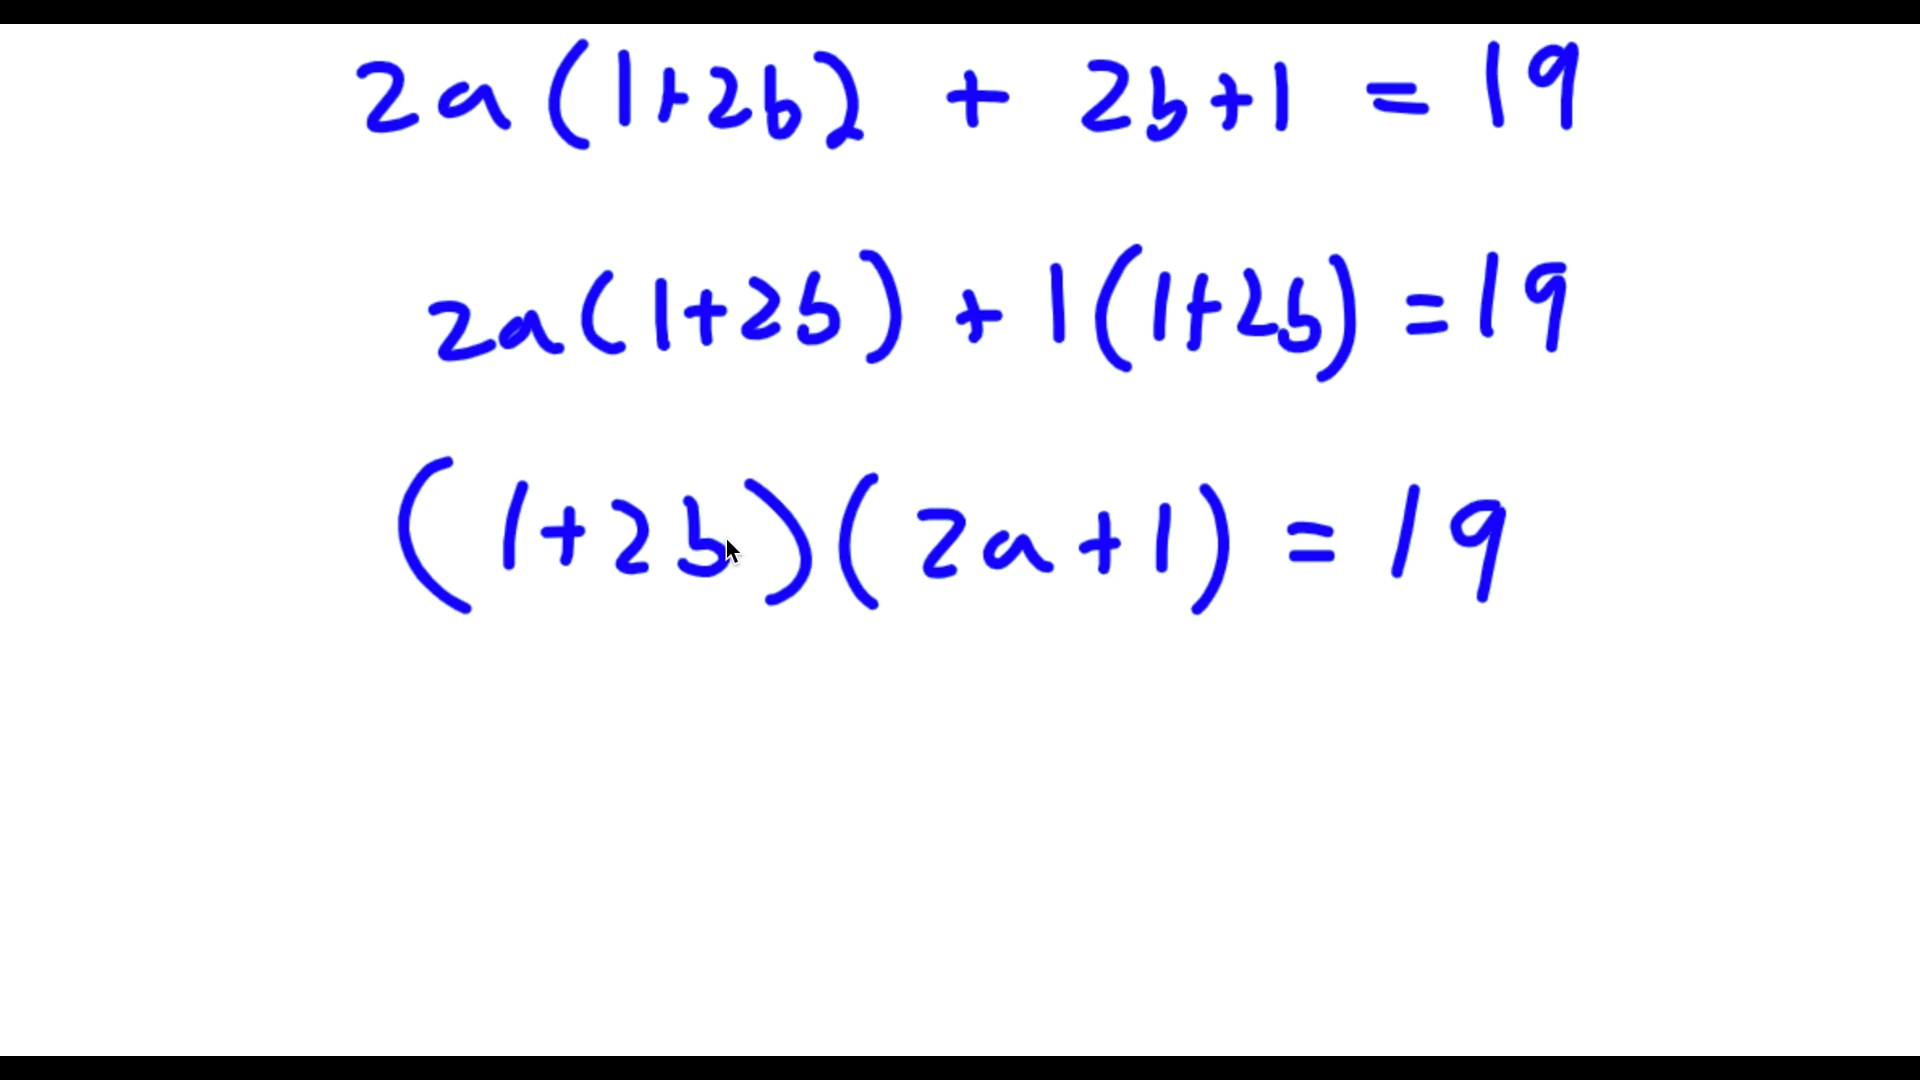 2a(1+2b) + 2b+1 = 19
2a(1+2b) + 1(1+2b) = 19
(1+2b)(2a+1) = 19